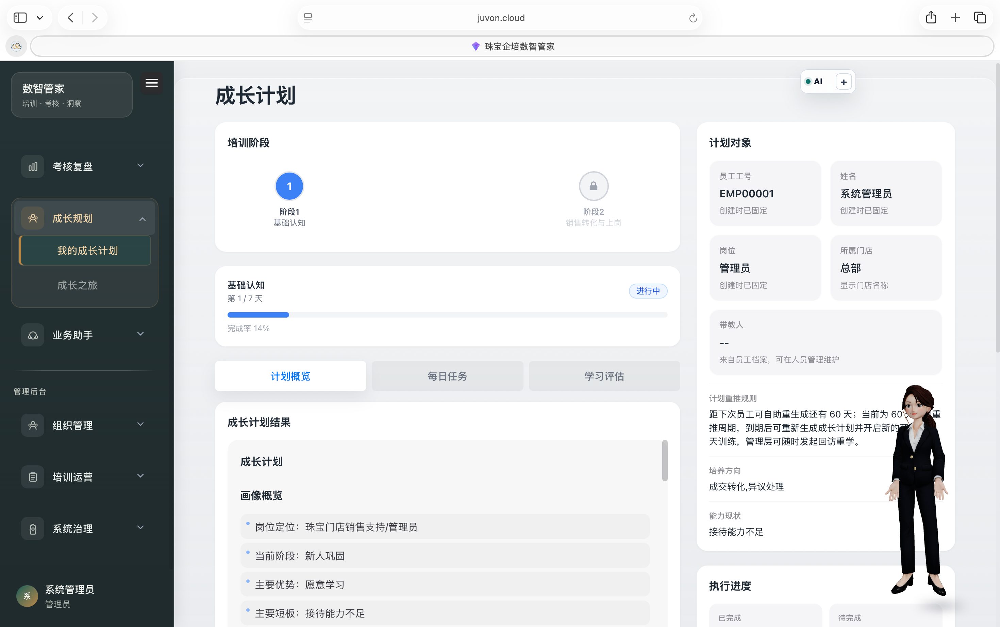 juvon.cloud
珠宝企培数智管家
数智管家
培训 · 考核 · 洞察
考核复盘
成长规划
我的成长计划
成长之旅
业务助手
管理后台
组织管理
培训运营
系统治理
系
系统管理员
管理员
AI
成长计划
培训阶段
1
阶段1
基础认知
阶段2
销售转化与上岗
基础认知
第 1 / 7 天
进行中
完成率 14%
计划概览
每日任务
学习评估
成长计划结果
成长计划
画像概览
岗位定位：珠宝门店销售支持/管理员
当前阶段：新人巩固
主要优势：愿意学习
主要短板：接待能力不足
计划对象
员工工号
EMP00001
创建时已固定
姓名
系统管理员
创建时已固定
岗位
管理员
创建时已固定
所属门店
总部
显示门店名称
带教人
--
来自员工档案，可在人员管理维护
计划重推规则
距下次员工可自助重生成还有 60 天；当前为 60 重
推周期，到期后可重新生成成长计划并开启新的
天训练，管理层可随时发起回访重学。
培养方向
成交转化,异议处理
能力现状
接待能力不足
执行进度
已完成
待完成